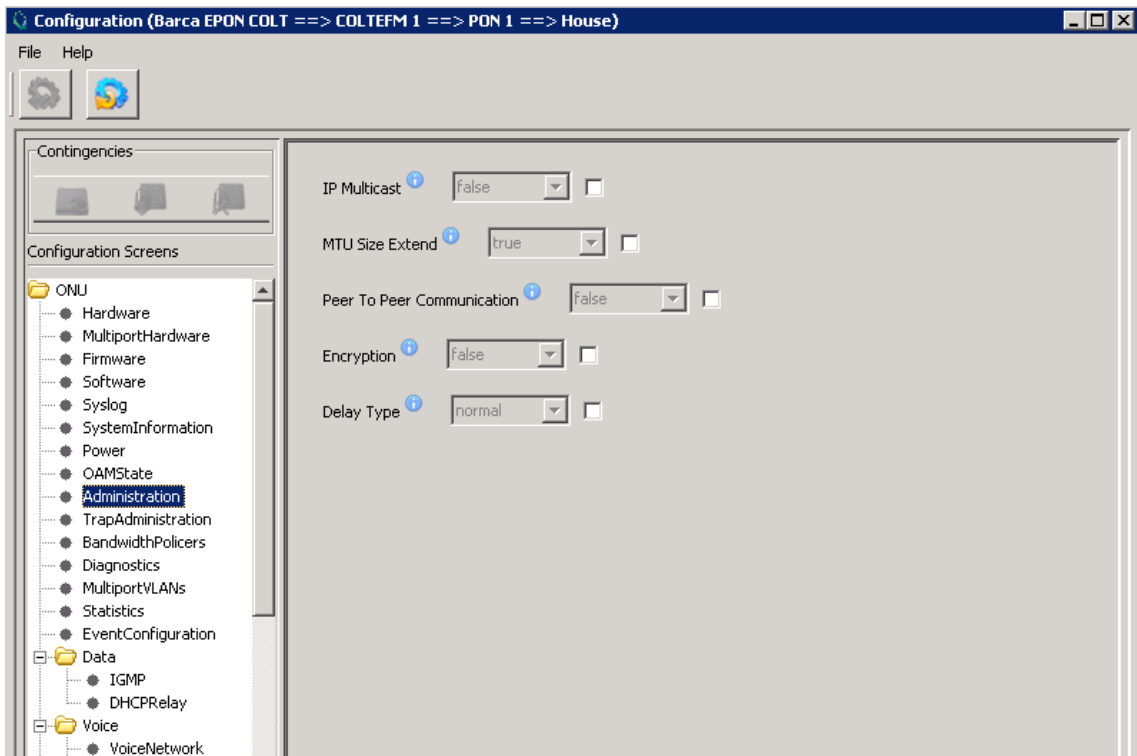 Configuration (Barca EPON COLT ==> COLTEFM 1 ==> PON 1 ==> House)
File Help
Contingencies
Configuration Screens
ONU
Hardware
MultiportHardware
Firmware
Software
Syslog
SystemInformation
Power
OAMState
Administration
TrapAdministration
BandwidthPolicers
Diagnostics
MultiportVLANs
Statistics
EventConfiguration
Data
IGMP
DHCPRelay
Voice
VoiceNetwork
IP Multicast false
MTU Size Extend true
Peer To Peer Communication false
Encryption false
Delay Type normal